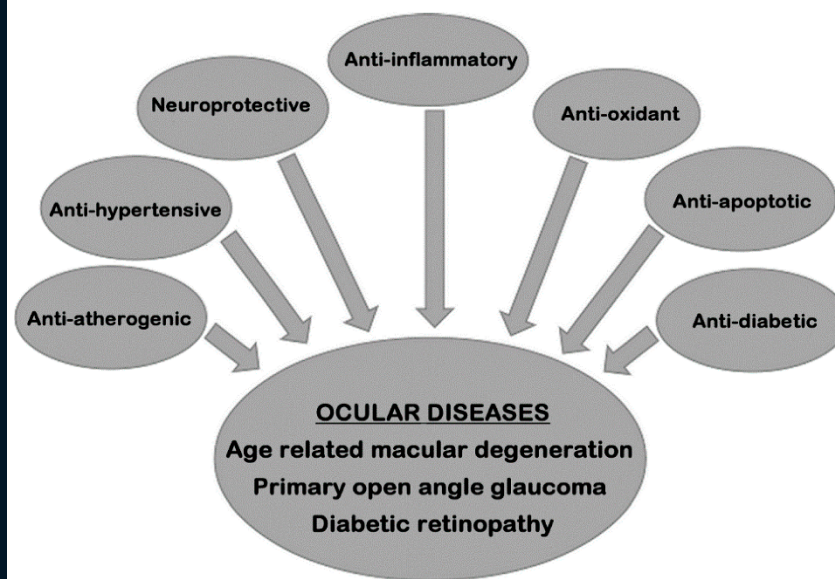 Anti-inflammatory
Neuroprotective
Anti-oxidant
Anti-hypertensive
Anti-apoptotic
Anti-atherogenic
Anti-diabetic
OCULAR DISEASES
Age related macular degeneration
Primary open angle glaucoma
Diabetic retinopathy